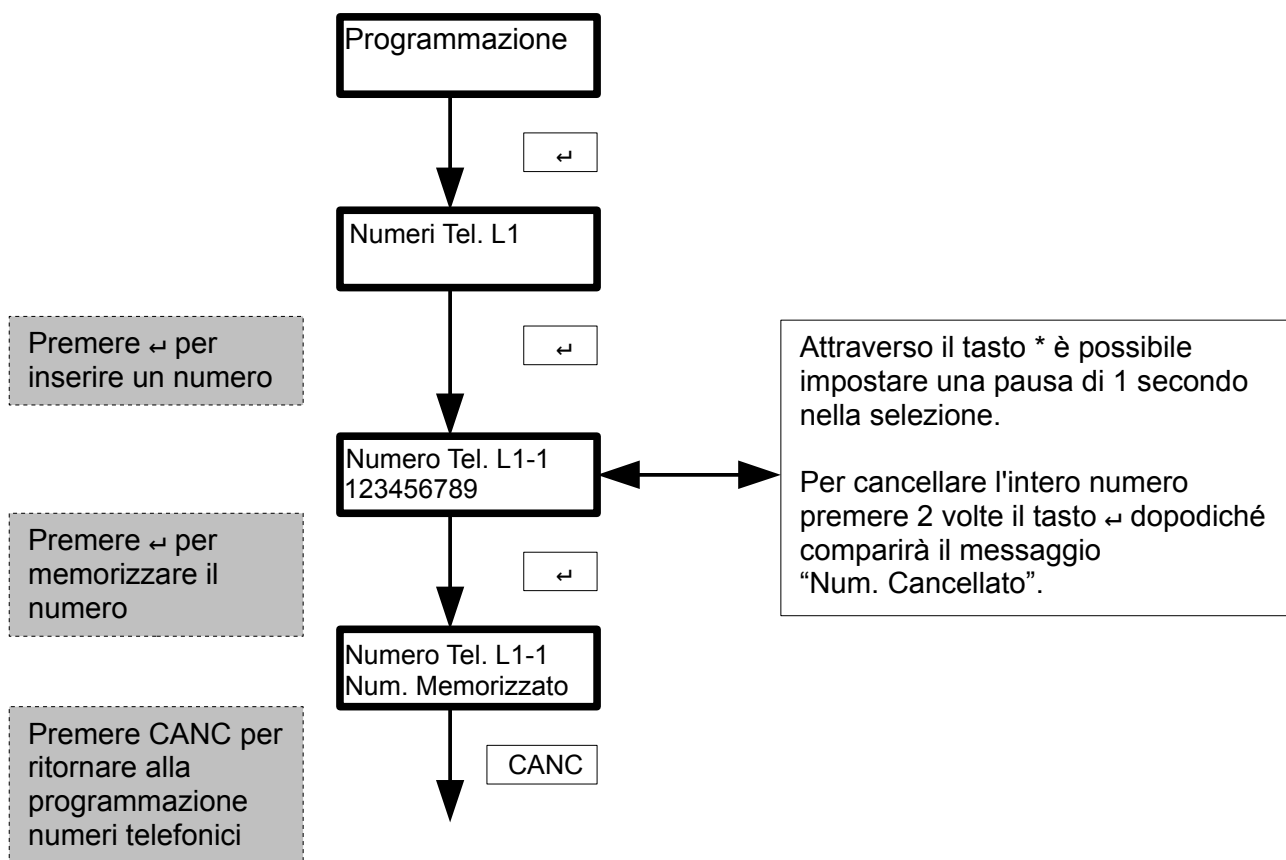 Programmazione
↵
Numeri Tel. L1
Premere ↵ per
inserire un numero
↵
Numero Tel. L1-1
123456789
Attraverso il tasto * è possibile
impostare una pausa di 1 secondo
nella selezione.
Per cancellare l'intero numero
premere 2 volte il tasto ↵ dopodiché
comparirà il messaggio
“Num. Cancellato”.
Premere ↵ per
memorizzare il
numero
↵
Numero Tel. L1-1
Num. Memorizzato
Premere CANC per
ritornare alla
programmazione
numeri telefonici
CANC